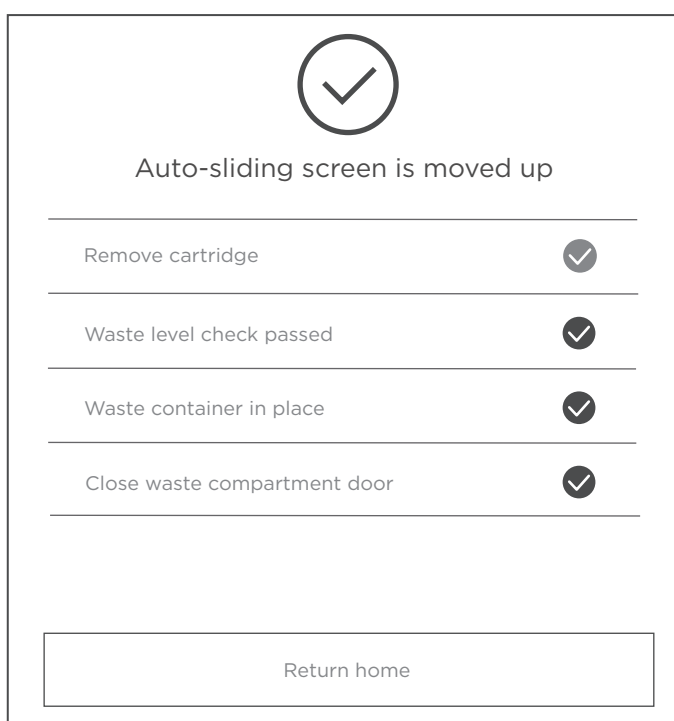 Auto-sliding screen is moved up
Remove cartridge
Waste level check passed
Waste container in place
Close waste compartment door
Return home